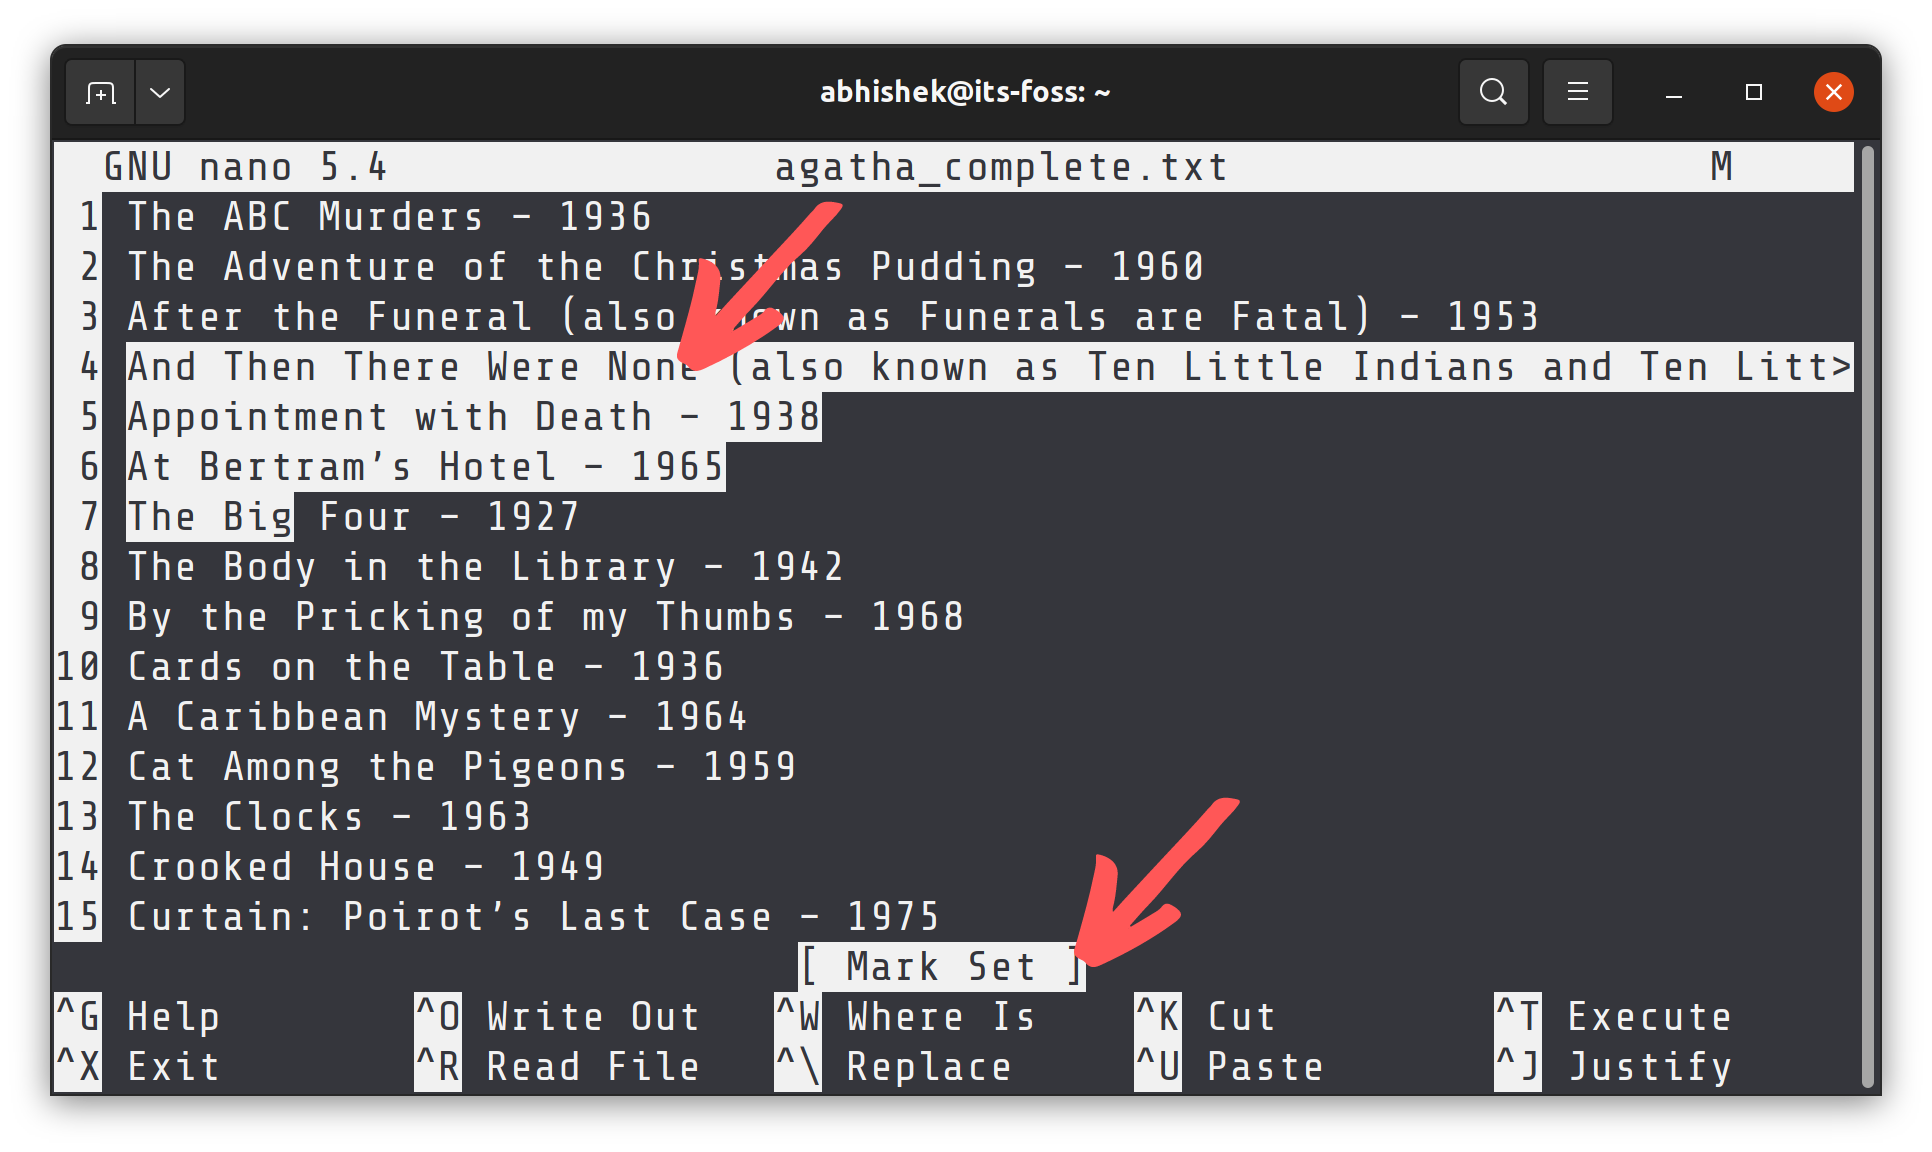 abhishek@its-foss: ~
GNU nano 5.4 agatha_complete.txt M
1 The ABC Murders - 1936
2 The Adventure of the Christmas Pudding - 1960
3 After the Funeral (also known as Funerals are Fatal) - 1953
4 And Then There Were None (also known as Ten Little Indians and Ten Litt>
5 Appointment with Death - 1938
6 At Bertram's Hotel - 1965
7 The Big Four - 1927
8 The Body in the Library - 1942
9 By the Pricking of my Thumbs - 1968
10 Cards on the Table - 1936
11 A Caribbean Mystery - 1964
12 Cat Among the Pigeons - 1959
13 The Clocks - 1963
14 Crooked House - 1949
15 Curtain: Poirot's Last Case - 1975
[ Mark Set ]
^G Help ^O Write Out ^W Where Is ^K Cut ^T Execute
^X Exit ^R Read File ^\ Replace ^U Paste ^J Justify